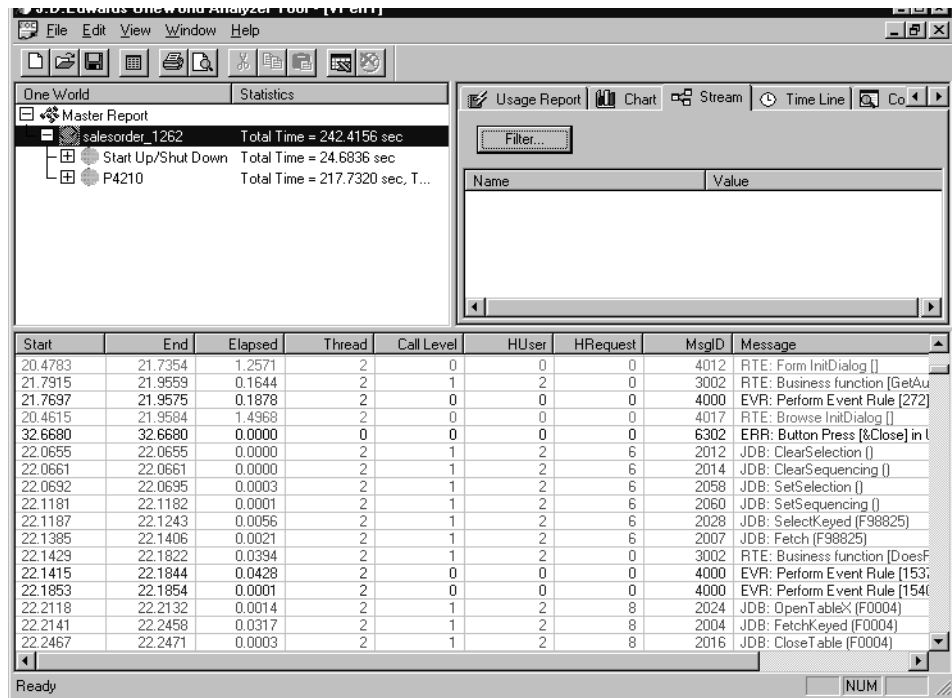 J.D.Edwards OneWorld Analyzer Tool - [VPerf1]
File Edit View Window Help
One World Statistics
Master Report
salesorder_1262 Total Time = 242.4156 sec
Start Up/Shut Down Total Time = 24.6836 sec
P4210 Total Time = 217.7320 sec, T...
Usage Report Chart Stream Time Line Co
Filter...
Name Value
Start End Elapsed Thread Call Level HUser HRequest MsgID Message
20.4783 21.7354 1.2571 2 0 0 0 4012 RTE: Form InitDialog []
21.7915 21.9559 0.1644 2 1 2 0 3002 RTE: Business function [GetAu
21.7697 21.9575 0.1878 2 0 0 0 4000 EVR: Perform Event Rule [272]
20.4615 21.9584 1.4968 2 0 0 0 4017 RTE: Browse InitDialog []
32.6680 32.6680 0.0000 0 0 0 0 6302 ERR: Button Press [&Close] in
22.0655 22.0655 0.0000 2 1 2 6 2012 JDB: ClearSelection ()
22.0661 22.0661 0.0000 2 1 2 6 2014 JDB: ClearSequencing ()
22.0692 22.0695 0.0003 2 1 2 6 2058 JDB: SetSelection ()
22.1181 22.1182 0.0001 2 1 2 6 2060 JDB: SetSequencing ()
22.1187 22.1243 0.0056 2 1 2 6 2028 JDB: SelectKeyed (F98825)
22.1385 22.1406 0.0021 2 1 2 6 2007 JDB: Fetch (F98825)
22.1429 22.1822 0.0394 2 1 2 0 3002 RTE: Business function [DoesF
22.1415 22.1844 0.0428 2 0 0 0 4000 EVR: Perform Event Rule [1537
22.1853 22.1854 0.0001 2 0 0 0 4000 EVR: Perform Event Rule [1540
22.2118 22.2132 0.0014 2 1 2 8 2024 JDB: OpenTableX (F0004)
22.2141 22.2458 0.0317 2 1 2 8 2004 JDB: FetchKeyed (F0004)
22.2467 22.2471 0.0003 2 1 2 8 2016 JDB: CloseTable (F0004)
Ready NUM